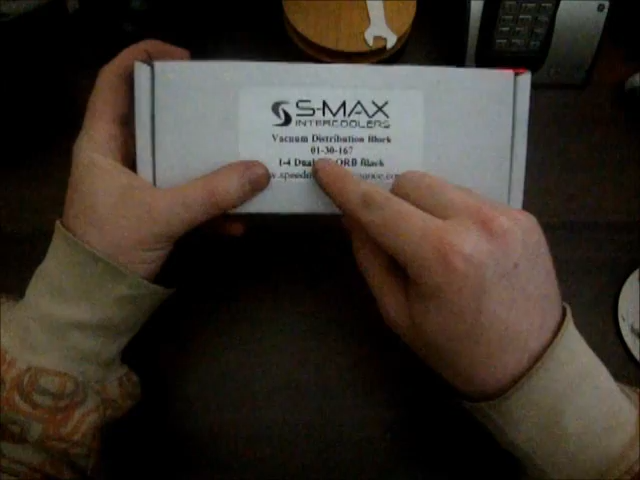 S-MAX
INTERCOOLERS
Vacuum Distribution Block
01-30-167
1-4 Dual ORB Black